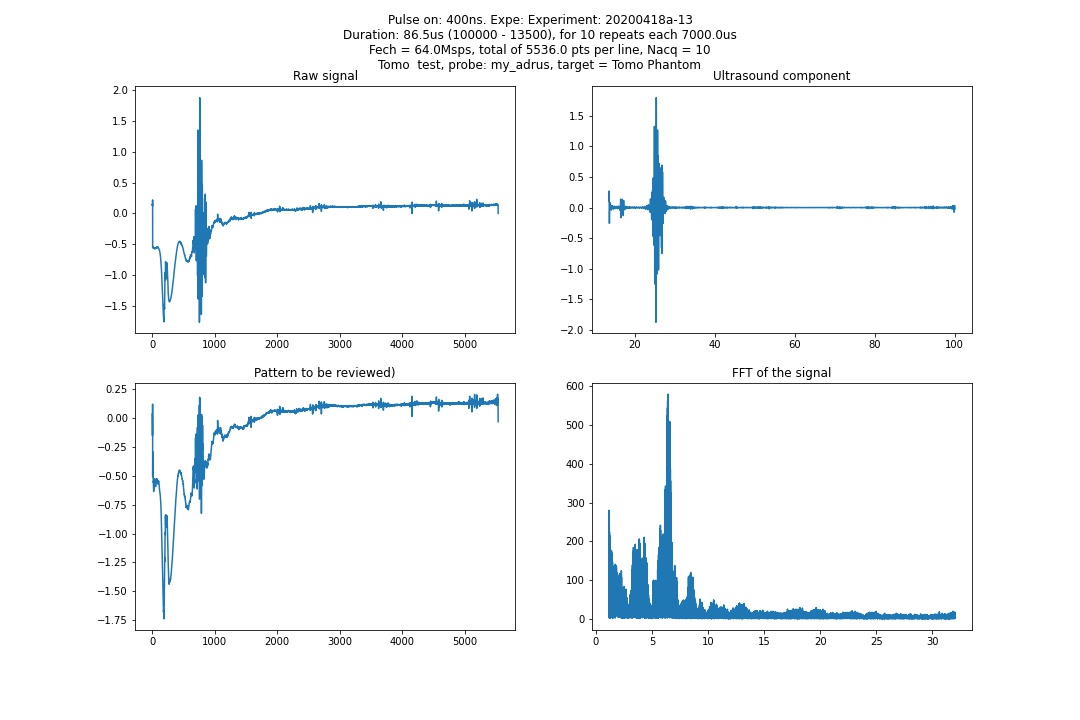 Pulse on: 400ns. Expe: Experiment: 20200418a-13
Duration: 86.5us (100000 - 13500), for 10 repeats each 7000.0us
Fech = 64.0Msps, total of 5536.0 pts per line, Nacq = 10
Tomo  test, probe: my_adrus, target = Tomo Phantom
Raw signal
2.0
1.5
1.0
0.5
0.0
−0.5
−1.0
−1.5
0 1000 2000 3000 4000 5000
Ultrasound component
1.5
1.0
0.5
0.0
−0.5
−1.0
−1.5
−2.0
20 40 60 80 100
Pattern to be reviewed)
0.25
0.00
−0.25
−0.50
−0.75
−1.00
−1.25
−1.50
−1.75
0 1000 2000 3000 4000 5000
FFT of the signal
600
500
400
300
200
100
0
0 5 10 15 20 25 30